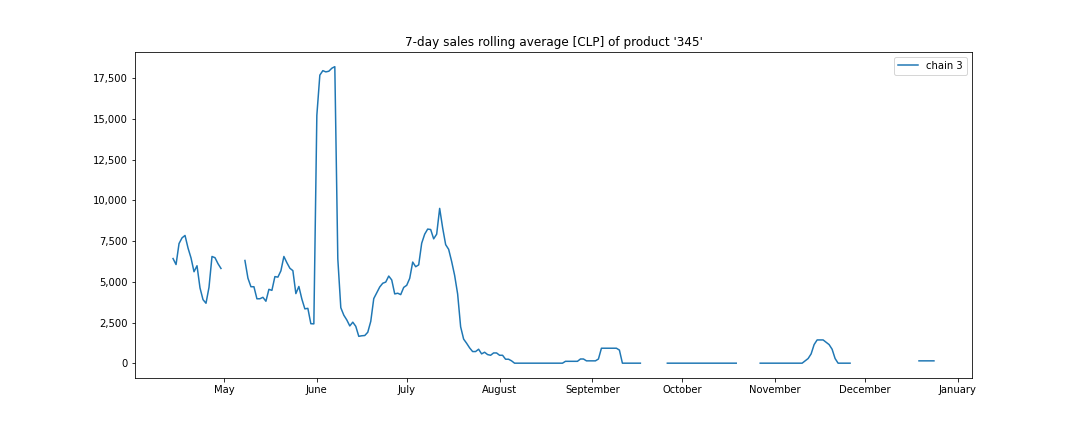 7-day sales rolling average [CLP] of product '345'
chain 3
17,500
15,000
12,500
10,000
7,500
5,000
2,500
0
May June July August September October November December January